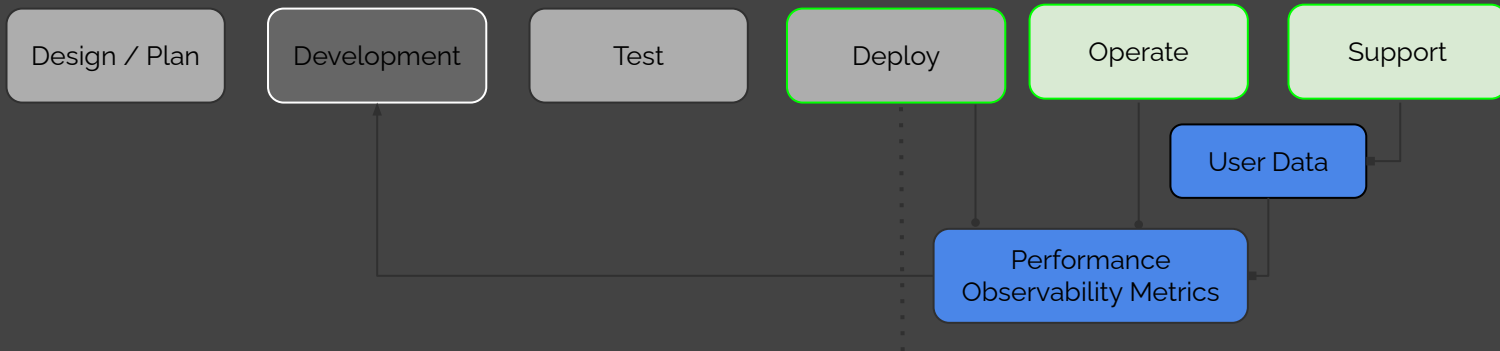 Design / Plan
Development
Test
Deploy
Operate
Support
User Data
Performance
Observability Metrics